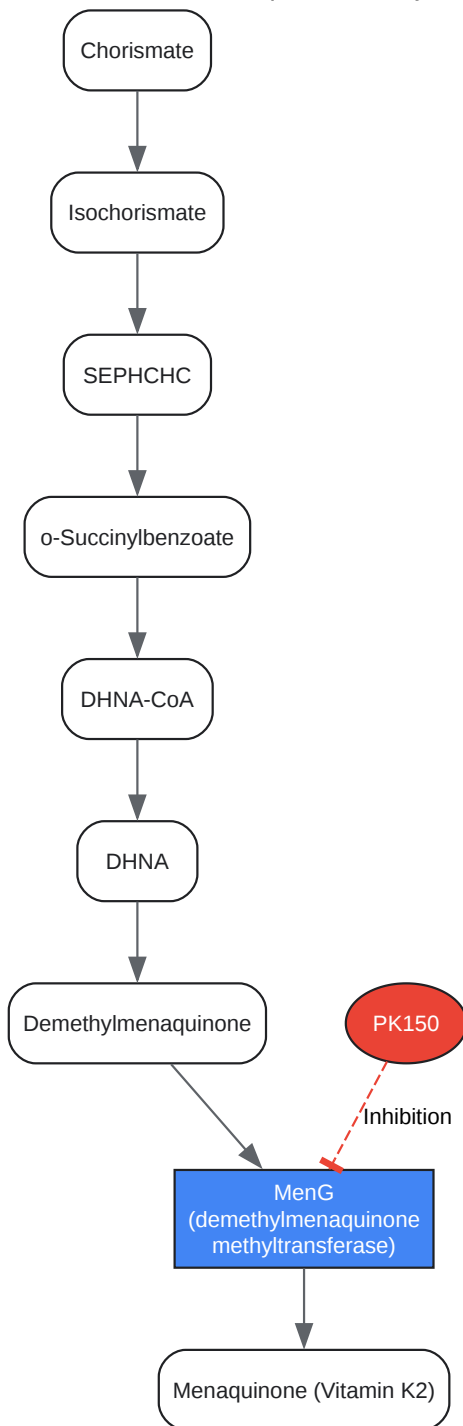 Chorismate
Isochorismate
SEPHCHC
o-Succinylbenzoate
DHNA-CoA
DHNA
Demethylmenaquinone
PK150
Inhibition
MenG
(demethylmenaquinone
methyltransferase)
Menaquinone (Vitamin K2)